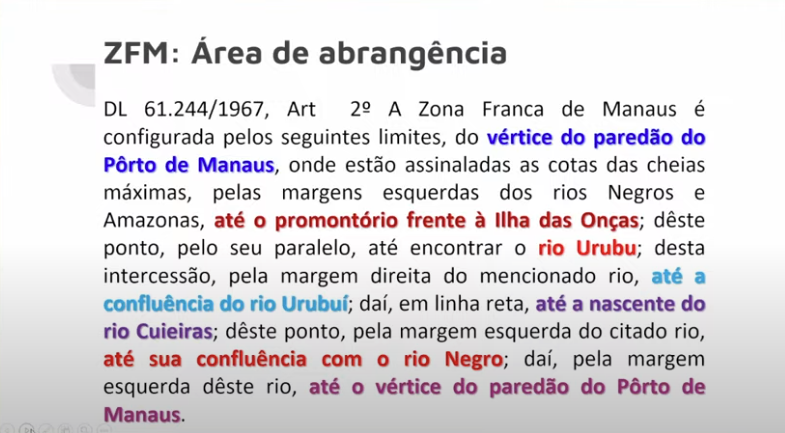 ZFM: Área de abrangência
DL 61.244/1967, Art 2º A Zona Franca de Manaus é
configurada pelos seguintes limites, do vértice do paredão do
Pôrto de Manaus, onde estão assinaladas as cotas das cheias
máximas, pelas margens esquerdas dos rios Negros e
Amazonas, até o promontório frente à Ilha das Onças; dêste
ponto, pelo seu paralelo, até encontrar o rio Urubu; desta
intercessão, pela margem direita do mencionado rio, até a
confluência do rio Urubuí; daí, em linha reta, até a nascente do
rio Cuieiras; dêste ponto, pela margem esquerda do citado rio,
até sua confluência com o rio Negro; daí, pela margem
esquerda dêste rio, até o vértice do paredão do Pôrto de
Manaus.